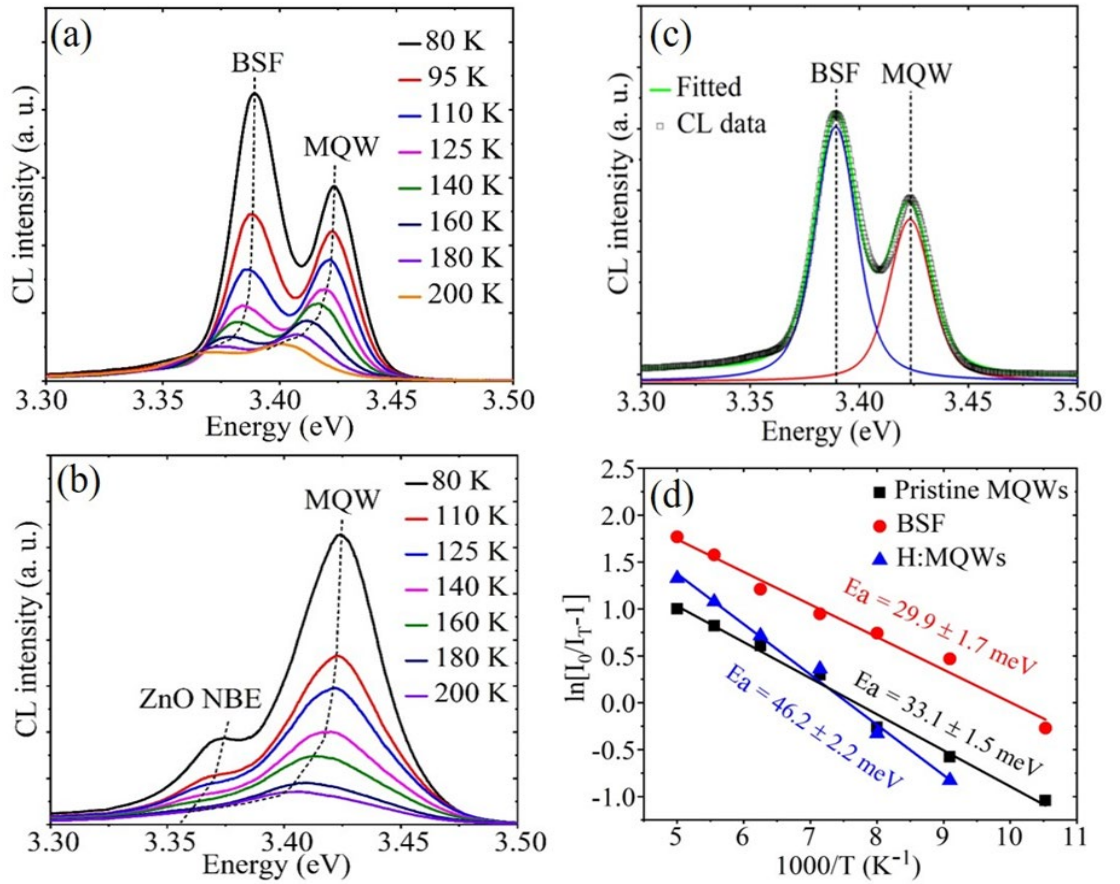 (a)
BSF
MQW
80 K
95 K
110 K
125 K
140 K
160 K
180 K
200 K
CL intensity (a. u.)
3.30
3.35
3.40
3.45
3.50
Energy (eV)
(c)
BSF
MQW
Fitted
CL data
CL intensity (a. u.)
3.30
3.35
3.40
3.45
3.50
Energy (eV)
(b)
MQW
ZnO NBE
80 K
110 K
125 K
140 K
160 K
180 K
200 K
CL intensity (a. u.)
3.30
3.35
3.40
3.45
3.50
Energy (eV)
(d)
Pristine MQWs
BSF
H:MQWs
Ea = 29.9 ± 1.7 meV
Ea = 33.1 ± 1.5 meV
Ea = 46.2 ± 2.2 meV
ln[I₀/I_T-1]
2.5
2.0
1.5
1.0
0.5
0.0
-0.5
-1.0
5
6
7
8
9
10
11
1000/T (K⁻¹)